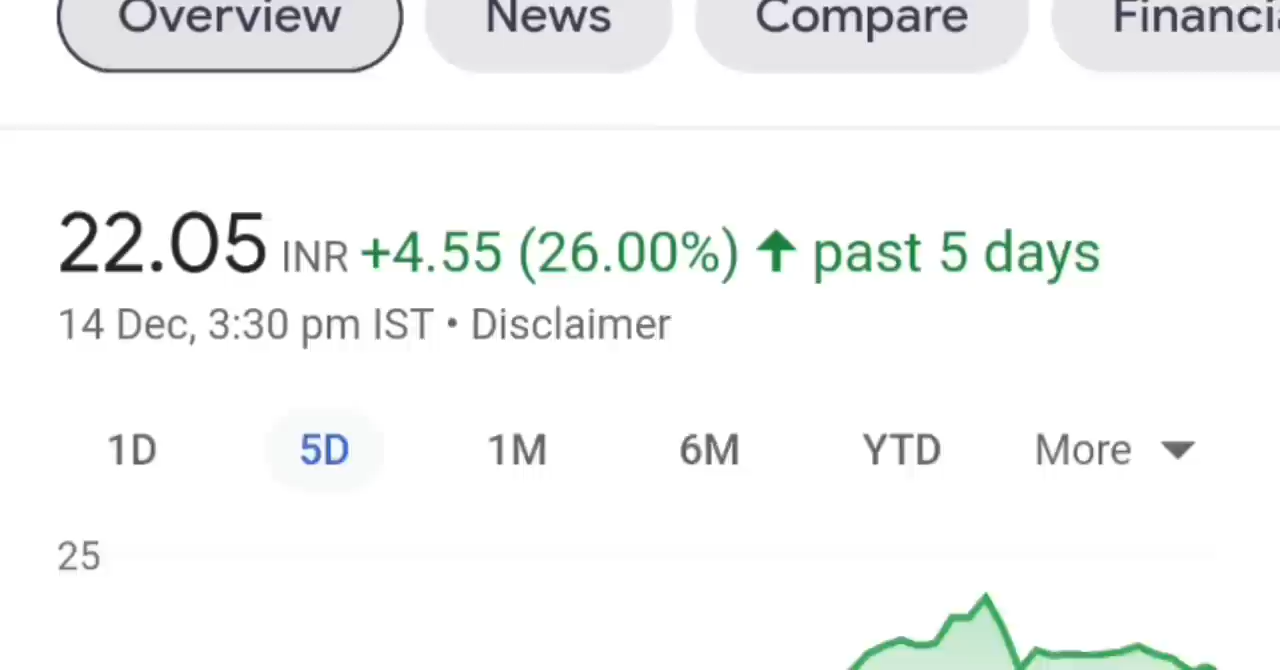 Overview News Compare Financi
22.05 INR +4.55 (26.00%) ↑ past 5 days
14 Dec, 3:30 pm IST • Disclaimer
1D 5D 1M 6M YTD More
25